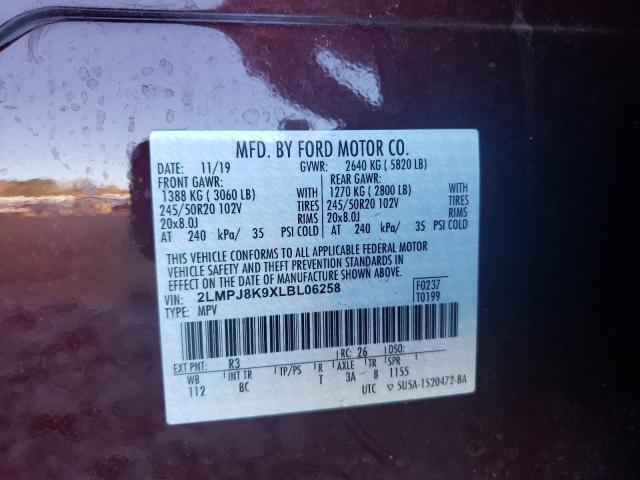 MFD. BY FORD MOTOR CO.
DATE: 11/19 GVWR: 2640 KG ( 5820 LB)
FRONT GAWR: REAR GAWR:
1388 KG ( 3060 LB) WITH 1270 KG ( 2800 LB) WITH
245/50R20 102V TIRES 245/50R20 102V TIRES
20x8.0J RIMS 20x8.0J RIMS
AT 240 kPa/ 35 PSI COLD AT 240 kPa/ 35 PSI COLD
THIS VEHICLE CONFORMS TO ALL APPLICABLE FEDERAL MOTOR
VEHICLE SAFETY AND THEFT PREVENTION STANDARDS IN
EFFECT ON THE DATE OF MANUFACTURE SHOWN ABOVE.
VIN: 2LMPJ8K9XLBL06258 F0237
TYPE: MPV T0199
EXT PNT: R3 RC: 26 DSO:
WB INT TR TP/PS R AXLE TR SPR
112 BC T 3A 8 1155
UTC ▽ 5U5A-1520472-BA